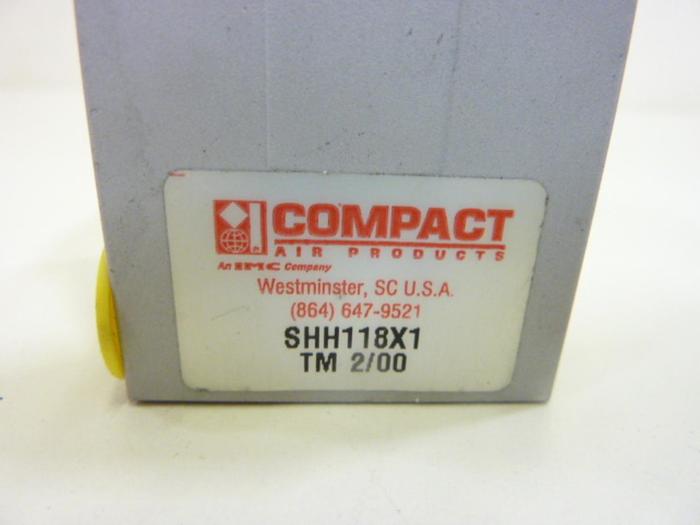 COMPACT
AIR PRODUCTS
An IMC Company
Westminster, SC U.S.A.
(864) 647-9521
SHH118X1
TM 2/00